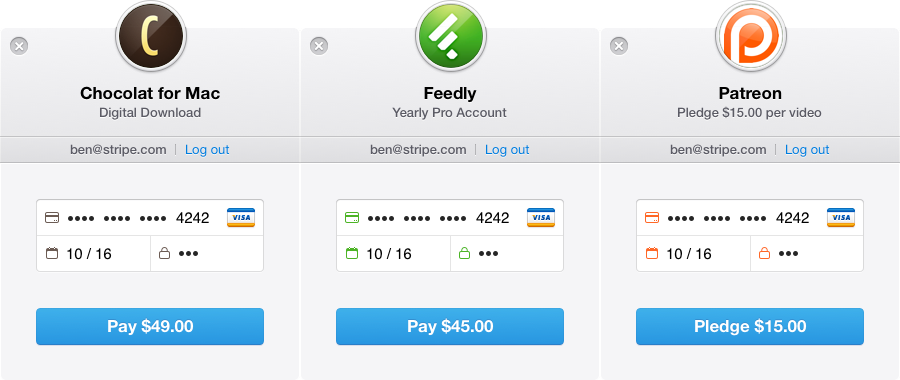 C
Chocolat for Mac
Digital Download
ben@stripe.com | Log out
•••• •••• •••• 4242 VISA
10 / 16 •••
Pay $49.00
Feedly
Yearly Pro Account
ben@stripe.com | Log out
•••• •••• •••• 4242 VISA
10 / 16 •••
Pay $45.00
Patreon
Pledge $15.00 per video
ben@stripe.com | Log out
•••• •••• •••• 4242 VISA
10 / 16 •••
Pledge $15.00